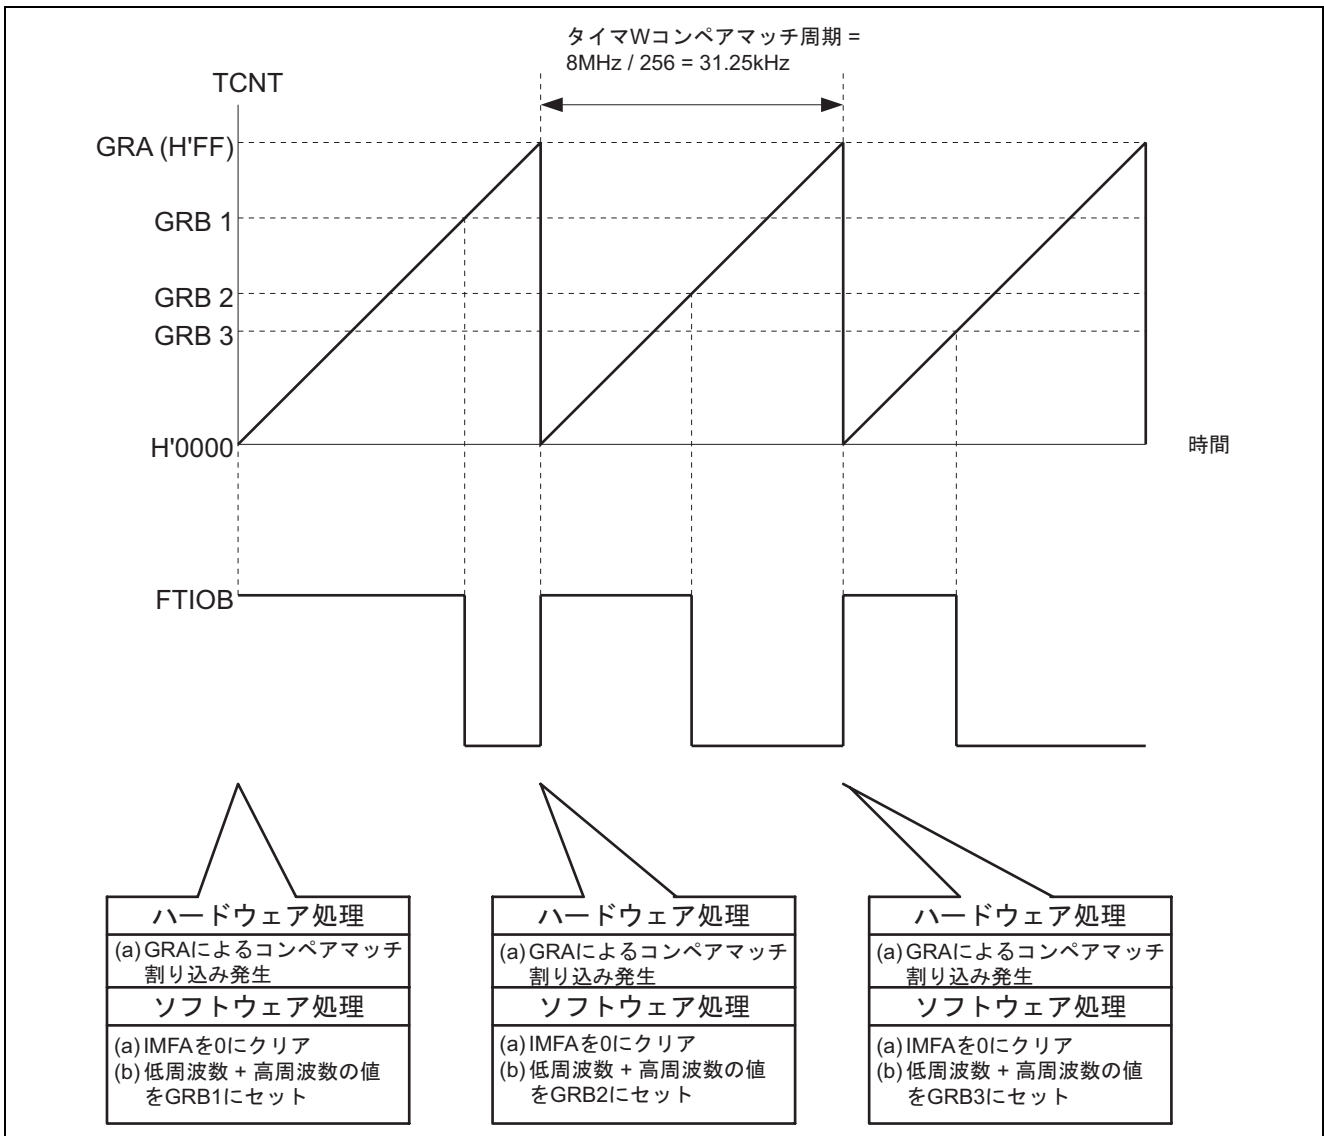 タイマWコンペアマッチ周期 =
8MHz / 256 = 31.25kHz
TCNT
GRA (H'FF)
GRB 1
GRB 2
GRB 3
H'0000
時間
FTIOB
ハードウェア処理
(a) GRAによるコンペアマッチ
割り込み発生
ソフトウェア処理
(a) IMFAを0にクリア
(b) 低周波数 + 高周波数の値
をGRB1にセット
ハードウェア処理
(a) GRAによるコンペアマッチ
割り込み発生
ソフトウェア処理
(a) IMFAを0にクリア
(b) 低周波数 + 高周波数の値
をGRB2にセット
ハードウェア処理
(a) GRAによるコンペアマッチ
割り込み発生
ソフトウェア処理
(a) IMFAを0にクリア
(b) 低周波数 + 高周波数の値
をGRB3にセット